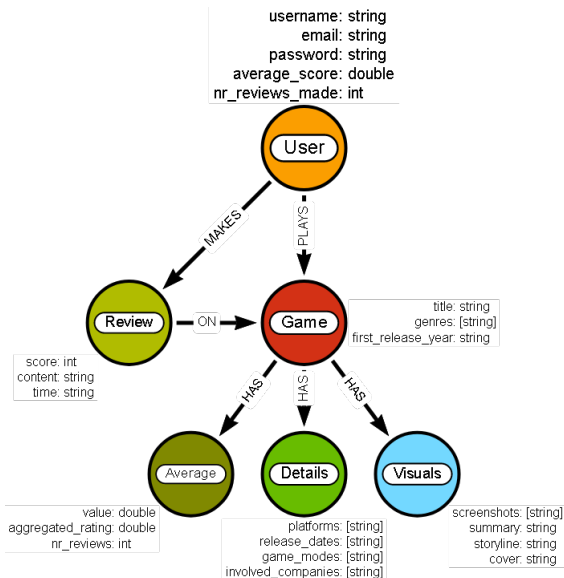 username: string
email: string
password: string
average_score: double
nr_reviews_made: int
User
MAKES
PLAYS
Review
ON
Game
title: string
genres: [string]
first_release_year: string
score: int
content: string
time: string
HAS
HAS
HAS
Average
Details
Visuals
value: double
aggregated_rating: double
nr_reviews: int
platforms: [string]
release_dates: [string]
game_modes: [string]
involved_companies: [string]
screenshots: [string]
summary: string
storyline: string
cover: string